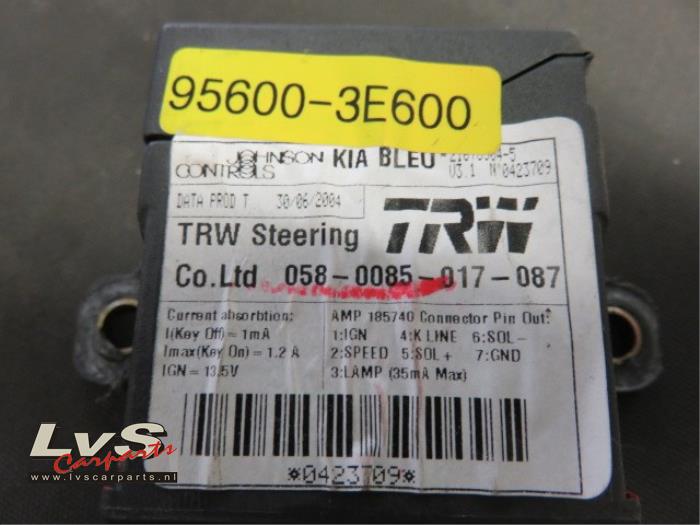 95600-3E600
JOHNSON CONTROLS
KIA BLEU
V3.1 N°0423709
DATA PROD T 30/06/2004
TRW
TRW Steering
Co.Ltd 058-0085-017-087
Current absorbtion:
I(Key Off)=1mA
Imax(Key On)=1.2 A
IGN=13.5V
AMP 185740 Connector Pin Out:
1:IGN 4:K LINE 6:SOL-
2:SPEED 5:SOL+ 7:GND
3:LAMP (35mA Max)
*0423709*
LvS
Carparts
www.lvscarparts.nl